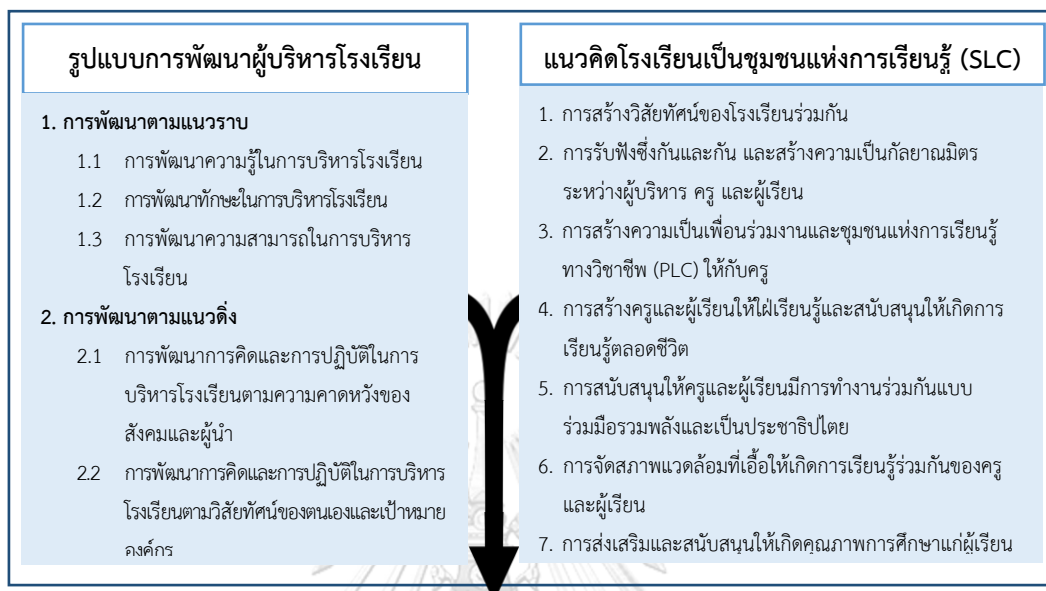 รูปแบบการพัฒนาผู้บริหารโรงเรียน
1. การพัฒนาตามแนวราบ
1.1 การพัฒนาความรู้ในการบริหารโรงเรียน
1.2 การพัฒนาทักษะในการบริหารโรงเรียน
1.3 การพัฒนาความสามารถในการบริหาร
โรงเรียน
2. การพัฒนาตามแนวดิ่ง
2.1 การพัฒนาการคิดและการปฏิบัติในการ
บริหารโรงเรียนตามความคาดหวังของ
สังคมและผู้นำ
2.2 การพัฒนาการคิดและการปฏิบัติในการบริหาร
โรงเรียนตามวิสัยทัศน์ของตนเองและเป้าหมาย
องค์กร
แนวคิดโรงเรียนเป็นชุมชนแห่งการเรียนรู้ (SLC)
1. การสร้างวิสัยทัศน์ของโรงเรียนร่วมกัน
2. การรับฟังซึ่งกันและกัน และสร้างความเป็นกัลยาณมิตร
ระหว่างผู้บริหาร ครู และผู้เรียน
3. การสร้างความเป็นเพื่อนร่วมงานและชุมชนแห่งการเรียนรู้
ทางวิชาชีพ (PLC) ให้กับครู
4. การสร้างครูและผู้เรียนให้ใฝ่เรียนรู้และสนับสนุนให้เกิดการ
เรียนรู้ตลอดชีวิต
5. การสนับสนุนให้ครูและผู้เรียนมีการทำงานร่วมกันแบบ
ร่วมมือรวมพลังและเป็นประชาธิปไตย
6. การจัดสภาพแวดล้อมที่เอื้อให้เกิดการเรียนรู้ร่วมกันของครู
และผู้เรียน
7. การส่งเสริมและสนับสนุนให้เกิดคุณภาพการศึกษาแก่ผู้เรียน